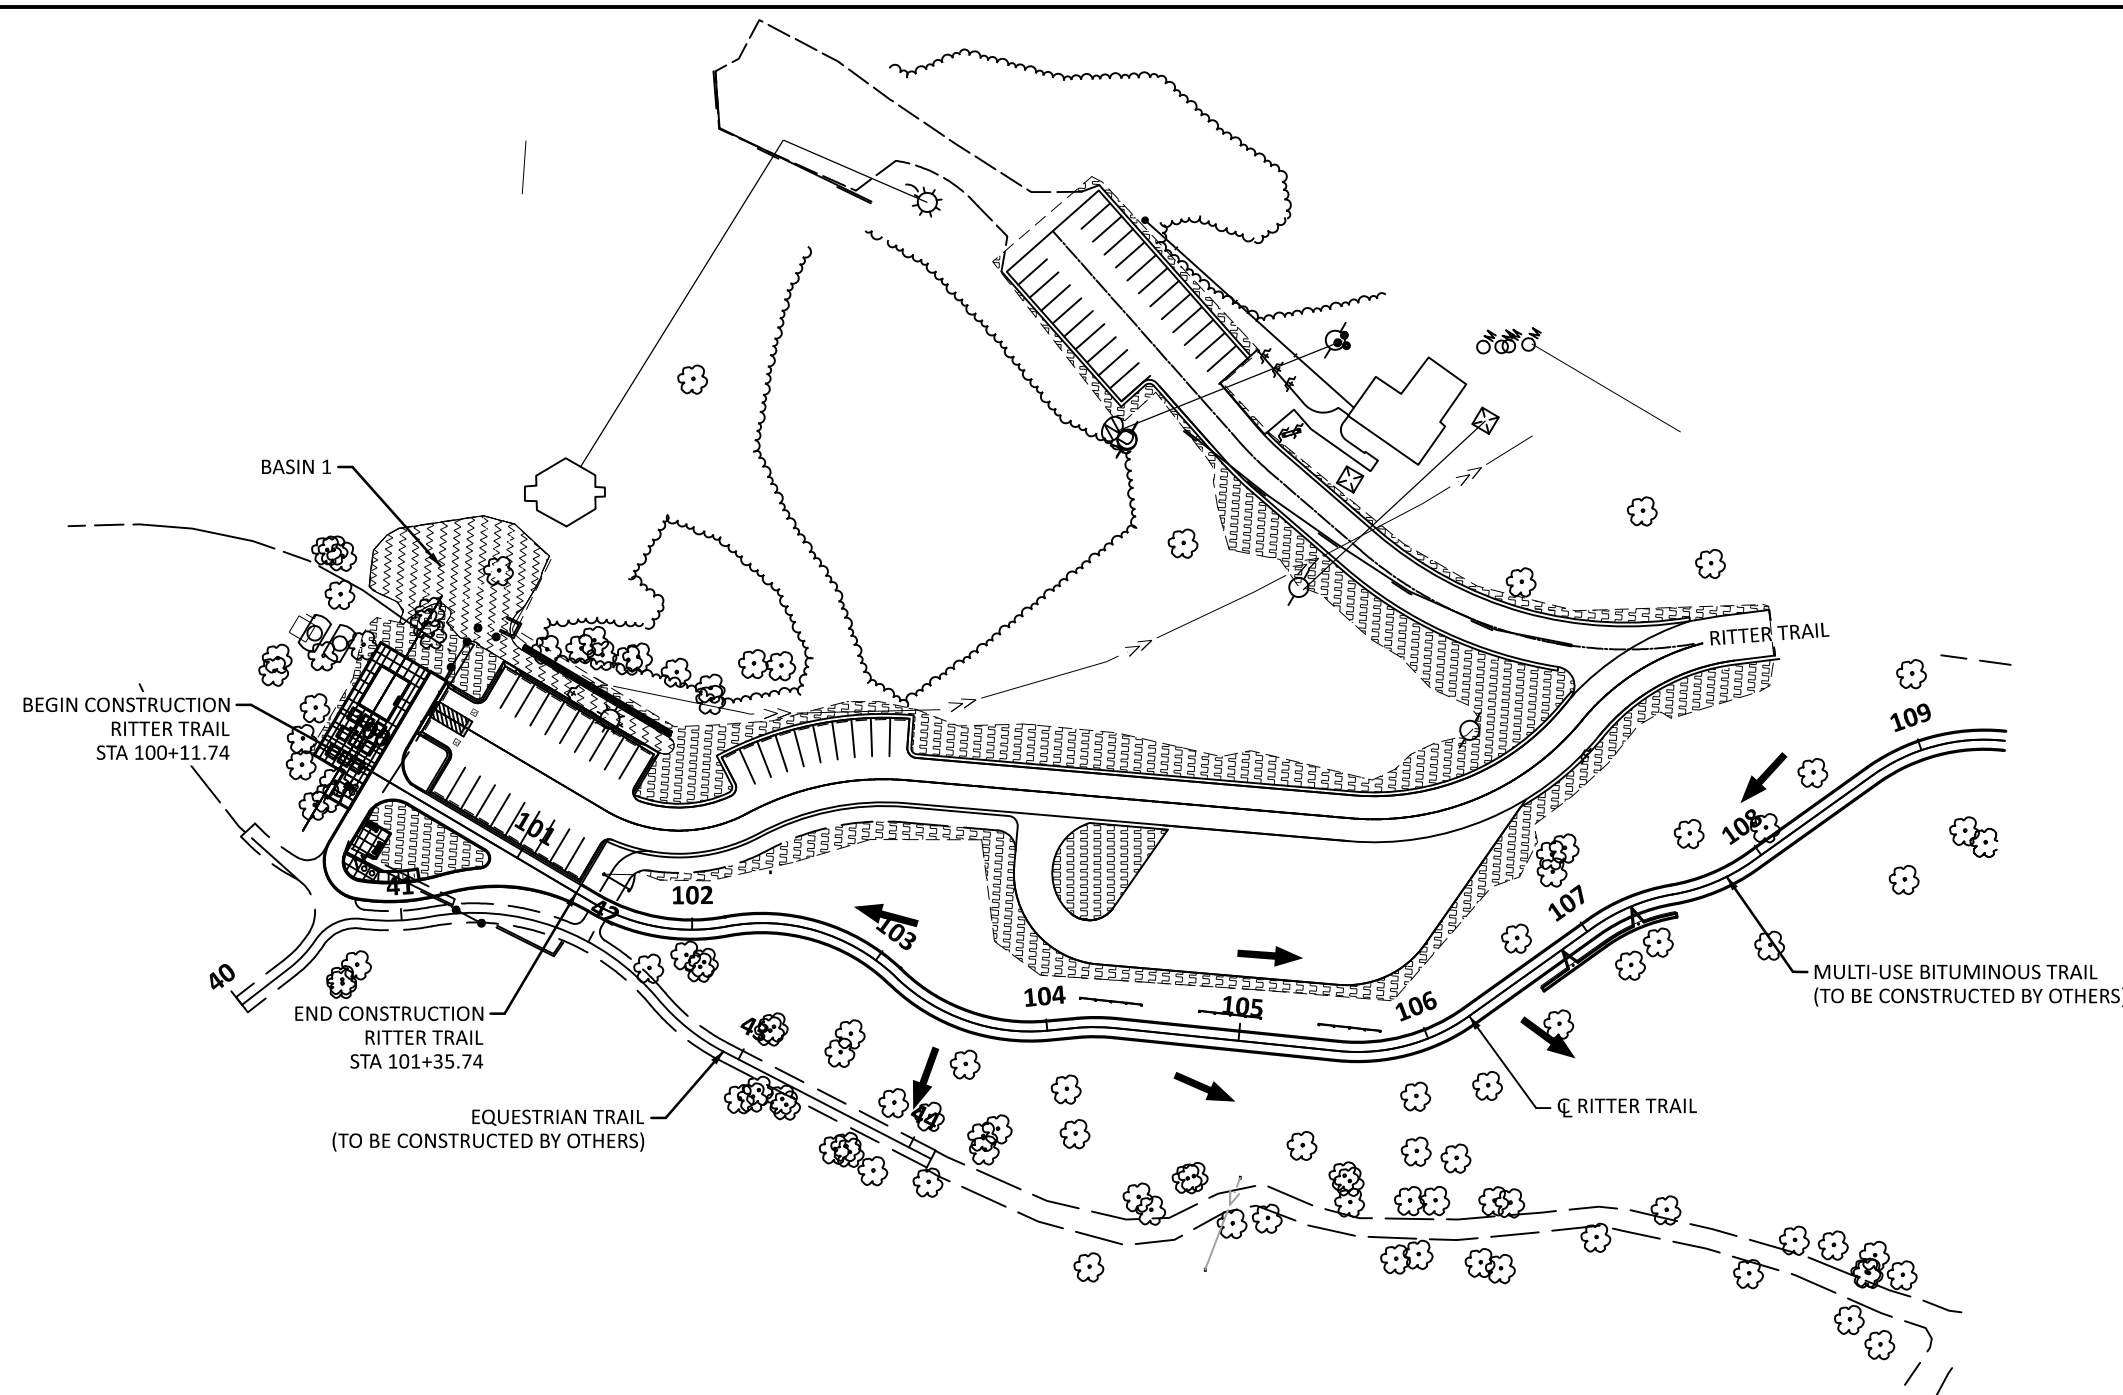 BASIN 1
RITTER TRAIL
BEGIN CONSTRUCTION
RITTER TRAIL
STA 100+11.74
109
108
107
101
41
102
42
103
40
104
105
106
MULTI-USE BITUMINOUS TRAIL
(TO BE CONSTRUCTED BY OTHERS)
END CONSTRUCTION
RITTER TRAIL
STA 101+35.74
43
44
EQUESTRIAN TRAIL
(TO BE CONSTRUCTED BY OTHERS)
℄ RITTER TRAIL
M
M
M
M